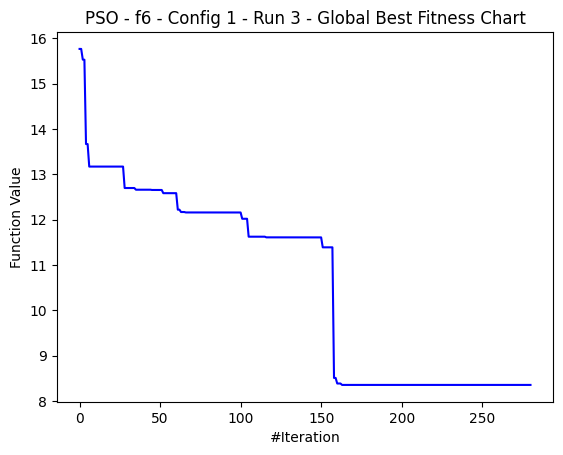 PSO - f6 - Config 1 - Run 3 - Global Best Fitness Chart
16
15
14
13
12
11
10
9
8
Function Value
0 50 100 150 200 250
#Iteration